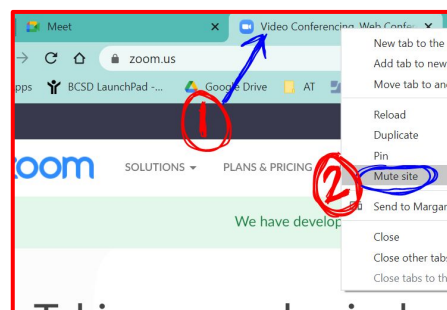 Meet
Video Conferencing, Web Confe
zoom.us
pps BCSD LaunchPad -... Google Drive AT
1
zoom SOLUTIONS PLANS & PRICING
We have develop
New tab to the
Add tab to new
Move tab to an
Reload
Duplicate
Pin
2 Mute site
Send to Margar
Close
Close other tabs
Close tabs to th